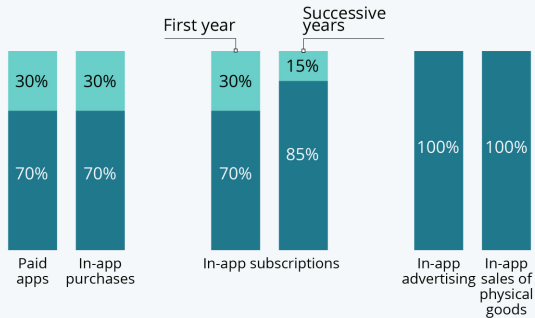 First year
Successive
years
30%
30%
30%
15%
70%
70%
70%
85%
100%
100%
Paid
apps
In-app
purchases
In-app subscriptions
In-app
advertising
In-app
sales of
physical
goods